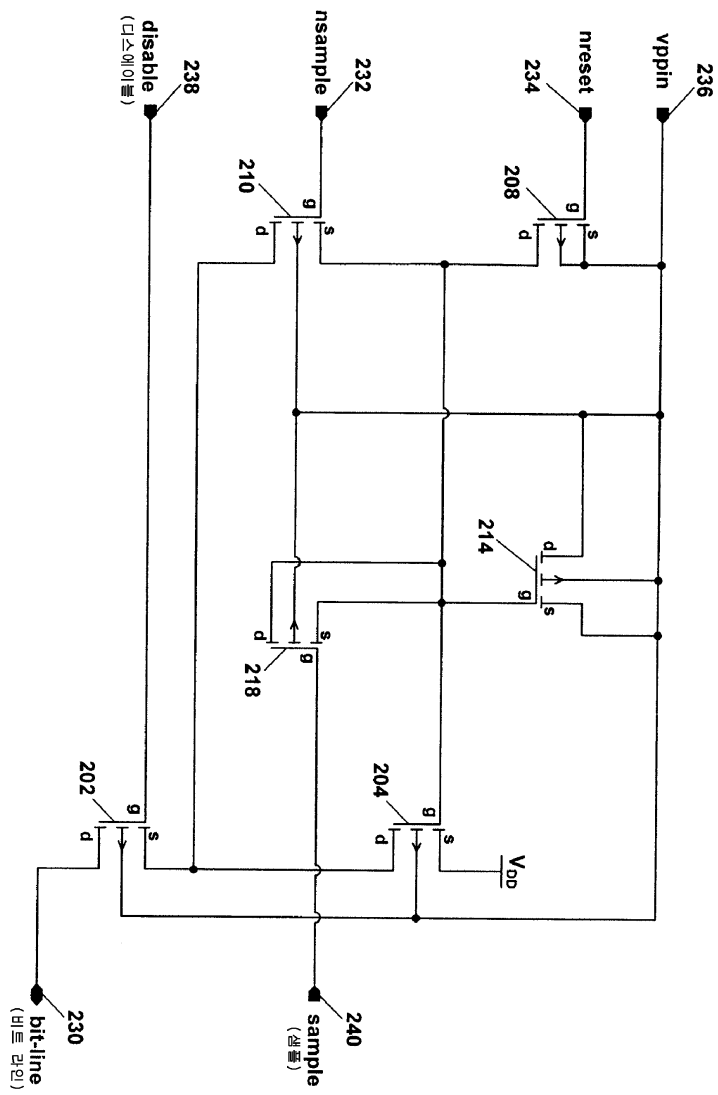 236
vppin
nreset
234
208
s
g
d
V_DD
214
d
s
g
204
s
g
d
232
nsample
240
sample
(샘플)
210
s
g
d
218
s
g
d
238
disable
(디스에이블)
202
s
g
d
230
bit-line
(비트 라인)